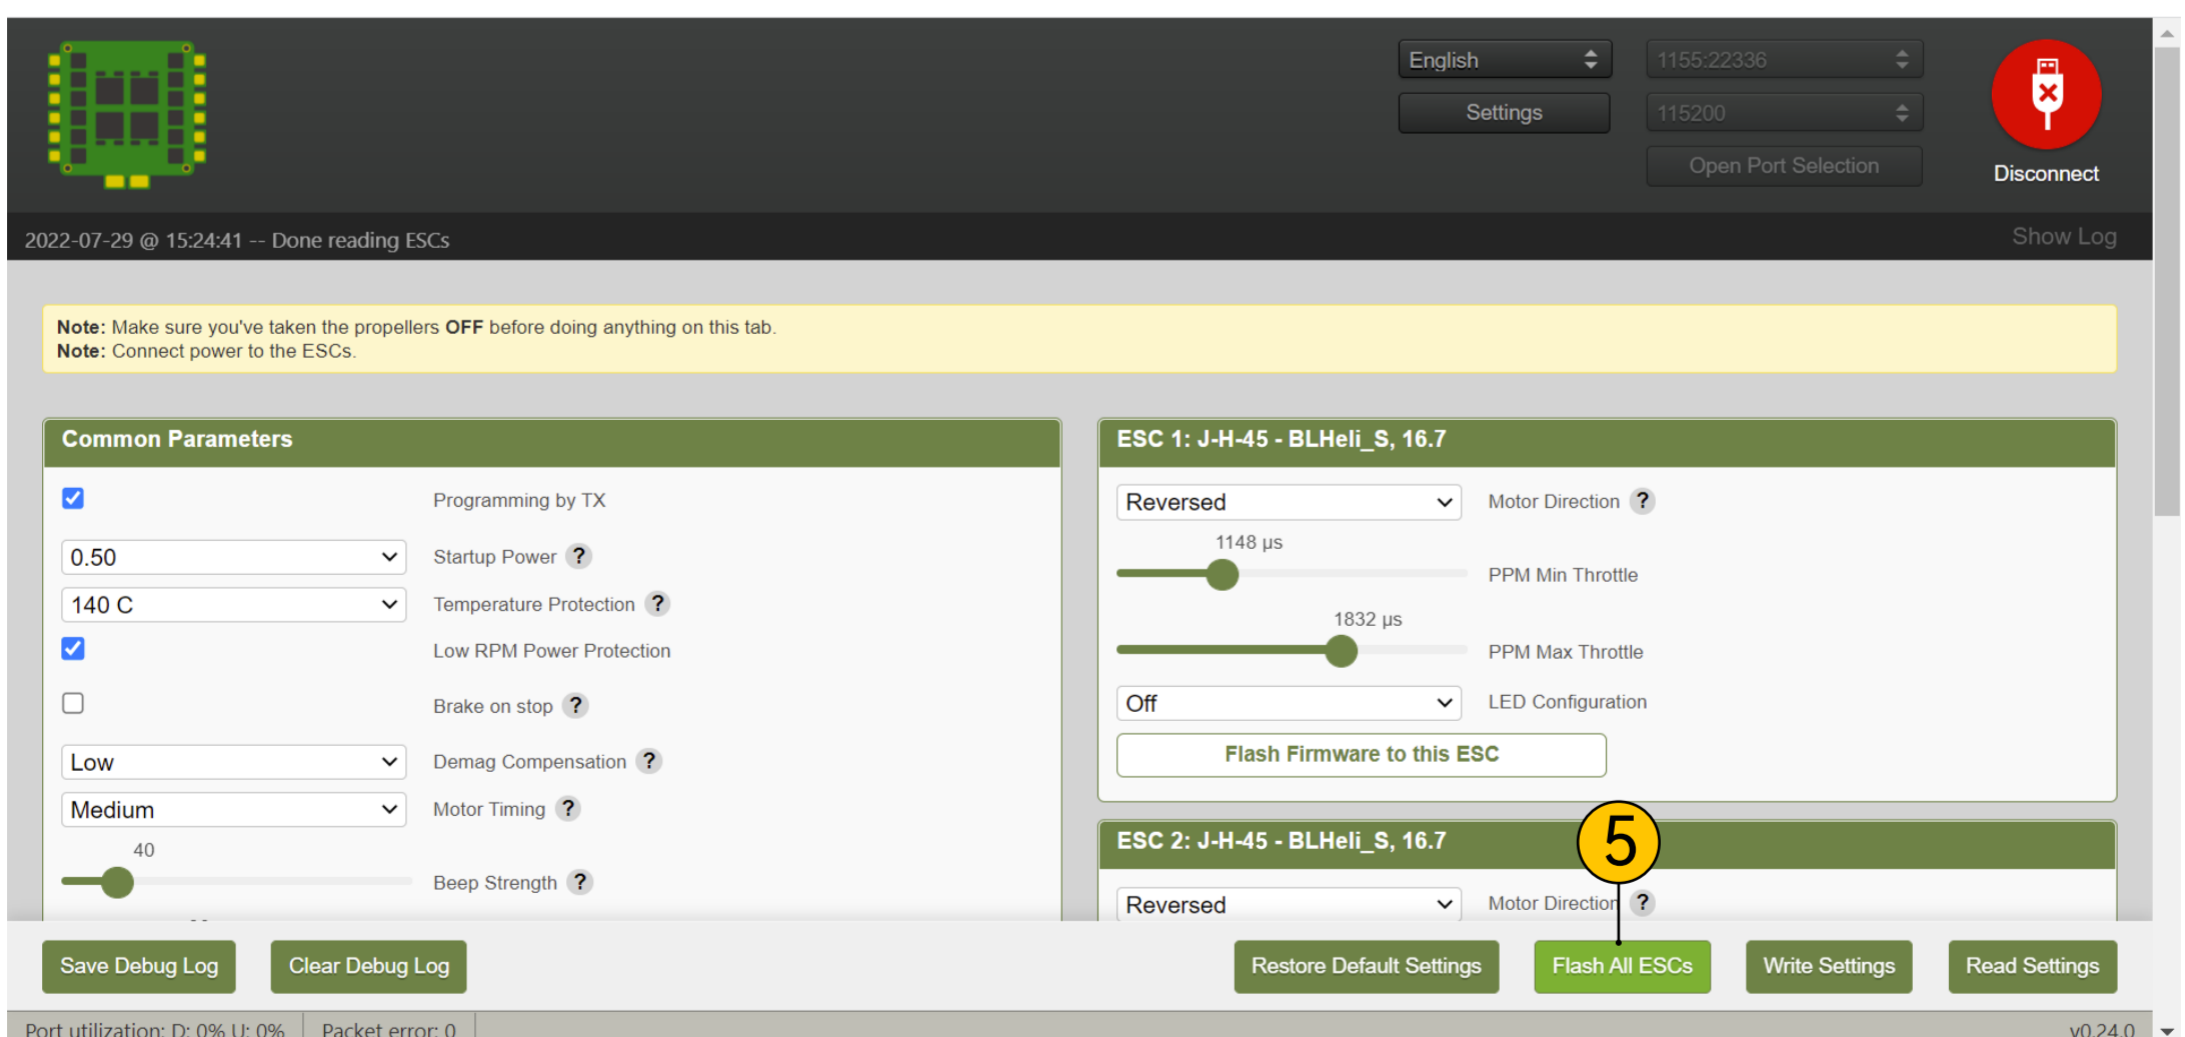 English
1155:22336
Settings
115200
Open Port Selection
Disconnect
2022-07-29 @ 15:24:41 -- Done reading ESCs
Show Log
Note: Make sure you've taken the propellers OFF before doing anything on this tab.
Note: Connect power to the ESCs.
Common Parameters
Programming by TX
0.50
Startup Power ?
140 C
Temperature Protection ?
Low RPM Power Protection
Brake on stop ?
Low
Demag Compensation ?
Medium
Motor Timing ?
40
Beep Strength ?
ESC 1: J-H-45 - BLHeli_S, 16.7
Reversed
Motor Direction ?
1148 µs
PPM Min Throttle
1832 µs
PPM Max Throttle
Off
LED Configuration
Flash Firmware to this ESC
ESC 2: J-H-45 - BLHeli_S, 16.7
5
Reversed
Motor Direction ?
Save Debug Log
Clear Debug Log
Restore Default Settings
Flash All ESCs
Write Settings
Read Settings
Port utilization: D: 0% U: 0%
Packet error: 0
v0.24.0